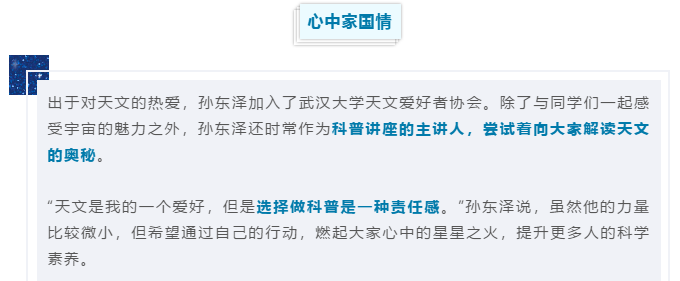 心中家国情
出于对天文的热爱，孙东泽加入了武汉大学天文爱好者协会。除了与同学们一起感
受宇宙的魅力之外，孙东泽还时常作为科普讲座的主讲人，尝试着向大家解读天文
的奥秘。
“天文是我的一个爱好，但是选择做科普是一种责任感。”孙东泽说，虽然他的力量
比较微小，但希望通过自己的行动，燃起大家心中的星星之火，提升更多人的科学
素养。